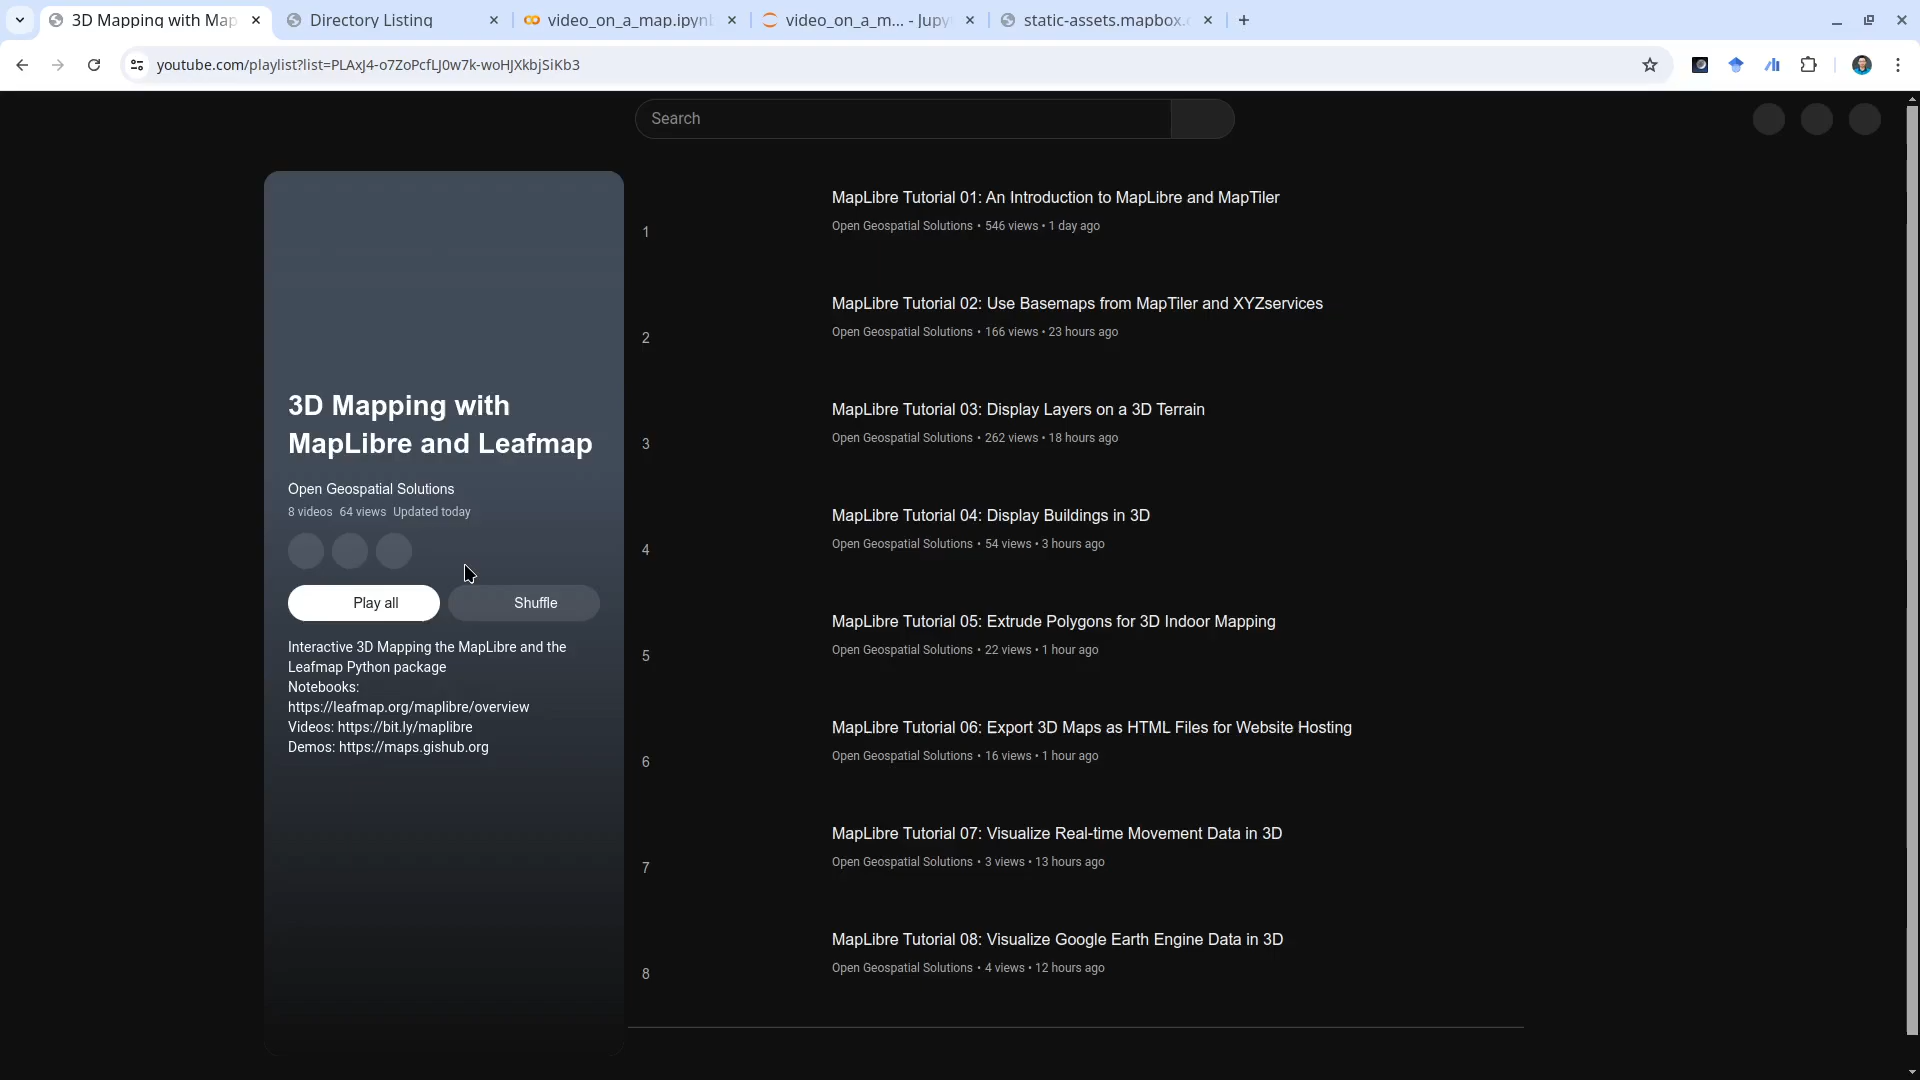 3D Mapping with Map
Directory Listing
video_on_a_map.ipynb
video_on_a_m... - Jupy
static-assets.mapbox.c
youtube.com/playlist?list=PLAxJ4-o7ZoPcfLJ0w7k-woHJXkbjSiKb3
Search
3D Mapping with
MapLibre and Leafmap
Open Geospatial Solutions
8 videos 64 views Updated today
Play all
Shuffle
Interactive 3D Mapping the MapLibre and the
Leafmap Python package
Notebooks:
https://leafmap.org/maplibre/overview
Videos: https://bit.ly/maplibre
Demos: https://maps.gishub.org
1
MapLibre Tutorial 01: An Introduction to MapLibre and MapTiler
Open Geospatial Solutions • 546 views • 1 day ago
2
MapLibre Tutorial 02: Use Basemaps from MapTiler and XYZservices
Open Geospatial Solutions • 166 views • 23 hours ago
3
MapLibre Tutorial 03: Display Layers on a 3D Terrain
Open Geospatial Solutions • 262 views • 18 hours ago
4
MapLibre Tutorial 04: Display Buildings in 3D
Open Geospatial Solutions • 54 views • 3 hours ago
5
MapLibre Tutorial 05: Extrude Polygons for 3D Indoor Mapping
Open Geospatial Solutions • 22 views • 1 hour ago
6
MapLibre Tutorial 06: Export 3D Maps as HTML Files for Website Hosting
Open Geospatial Solutions • 16 views • 1 hour ago
7
MapLibre Tutorial 07: Visualize Real-time Movement Data in 3D
Open Geospatial Solutions • 3 views • 13 hours ago
8
MapLibre Tutorial 08: Visualize Google Earth Engine Data in 3D
Open Geospatial Solutions • 4 views • 12 hours ago